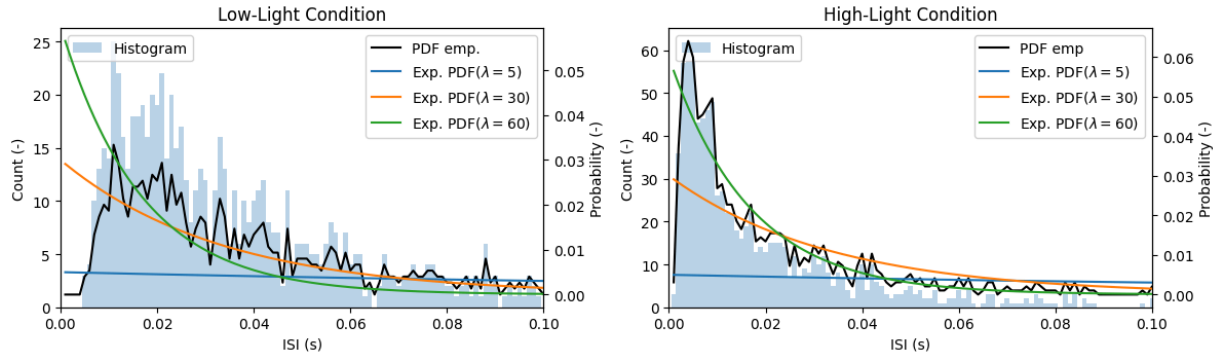 Low-Light Condition
Histogram
PDF emp.
Exp. PDF(λ = 5)
Exp. PDF(λ = 30)
Exp. PDF(λ = 60)
25
20
15
10
5
0
Count (-)
0.05
0.04
0.03
0.02
0.01
0.00
Probability (-)
0.00 0.02 0.04 0.06 0.08 0.10
ISI (s)
High-Light Condition
Histogram
PDF emp
Exp. PDF(λ = 5)
Exp. PDF(λ = 30)
Exp. PDF(λ = 60)
60
50
40
30
20
10
0
Count (-)
0.06
0.05
0.04
0.03
0.02
0.01
0.00
Probability (-)
0.00 0.02 0.04 0.06 0.08 0.10
ISI (s)